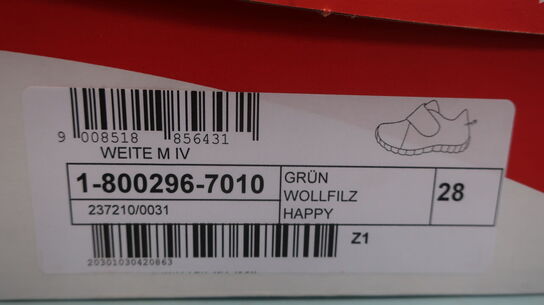 9 008518 856431
WEITE M IV
1-800296-7010
237210/0031
GRÜN
WOLLFILZ
HAPPY
28
Z1
20301030420863